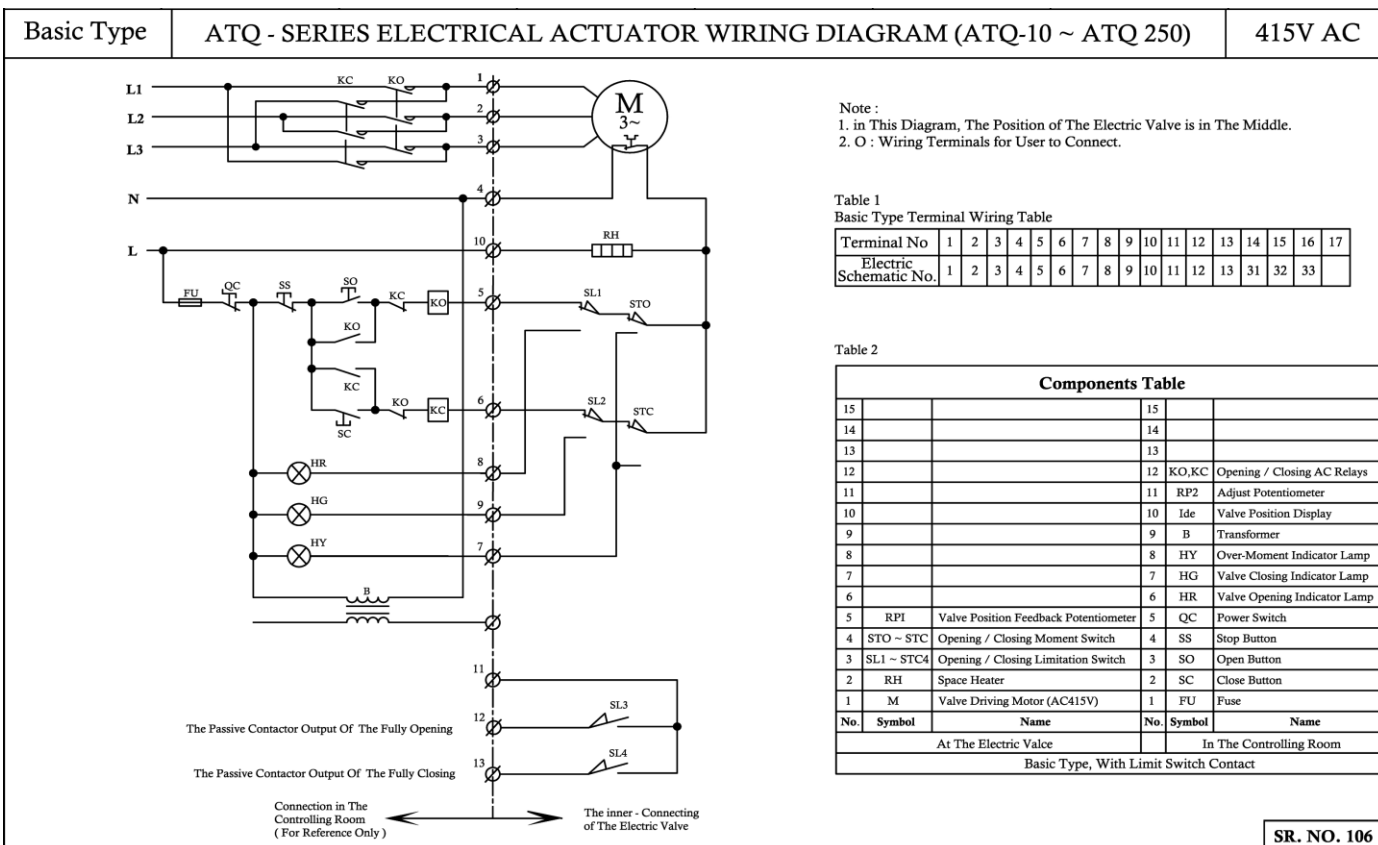 Basic Type
ATQ - SERIES ELECTRICAL ACTUATOR WIRING DIAGRAM (ATQ-10 ~ ATQ 250)
415V AC
L1
KC
KO
1
L2
2
L3
3
M
3~
N
4
L
10
RH
FU
QC
SS
SO
KC
KO
5
SL1
STO
KO
KC
KO
KC
6
SL2
STC
SC
HR
8
HG
9
HY
7
B
11
The Passive Contactor Output Of The Fully Opening
12
SL3
The Passive Contactor Output Of The Fully Closing
13
SL4
Connection in The
Controlling Room
( For Reference Only )
The inner - Connecting
of The Electric Valve
Note :
1. in This Diagram, The Position of The Electric Valve is in The Middle.
2. O : Wiring Terminals for User to Connect.
Table 1
Basic Type Terminal Wiring Table
Terminal No 1 2 3 4 5 6 7 8 9 10 11 12 13 14 15 16 17
Electric
Schematic No. 1 2 3 4 5 6 7 8 9 10 11 12 13 31 32 33
Table 2
Components Table
15 15
14 14
13 13
12 12 KO,KC Opening / Closing AC Relays
11 11 RP2 Adjust Potentiometer
10 10 Ide Valve Position Display
9 9 B Transformer
8 8 HY Over-Moment Indicator Lamp
7 7 HG Valve Closing Indicator Lamp
6 6 HR Valve Opening Indicator Lamp
5 RPI Valve Position Feedback Potentiometer 5 QC Power Switch
4 STO ~ STC Opening / Closing Moment Switch 4 SS Stop Button
3 SL1 ~ STC4 Opening / Closing Limitation Switch 3 SO Open Button
2 RH Space Heater 2 SC Close Button
1 M Valve Driving Motor (AC415V) 1 FU Fuse
No. Symbol Name No. Symbol Name
At The Electric Valce In The Controlling Room
Basic Type, With Limit Switch Contact
SR. NO. 106